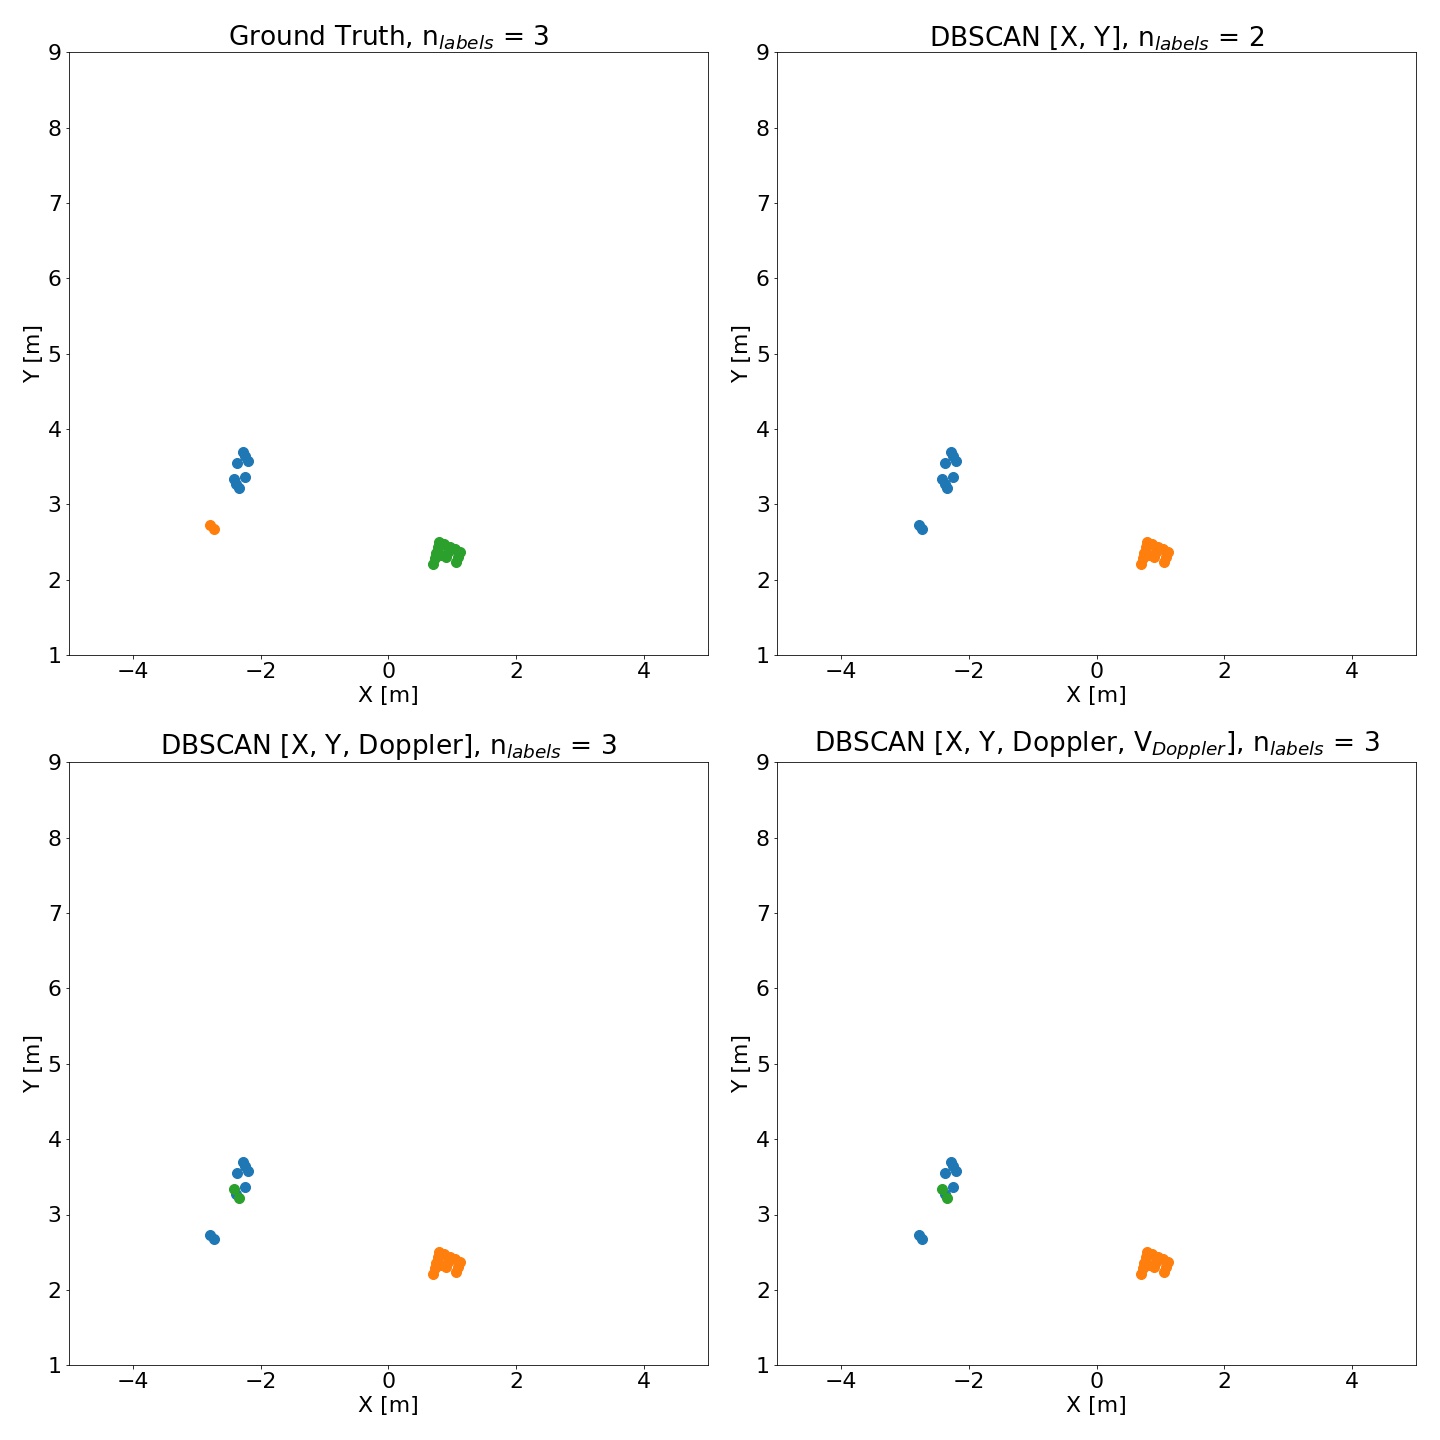 Ground Truth, n_labels = 3
9
8
7
6
5
4
3
2
1
Y [m]
−4 −2 0 2 4
X [m]
DBSCAN [X, Y], n_labels = 2
9
8
7
6
5
4
3
2
1
Y [m]
−4 −2 0 2 4
X [m]
DBSCAN [X, Y, Doppler], n_labels = 3
9
8
7
6
5
4
3
2
1
Y [m]
−4 −2 0 2 4
X [m]
DBSCAN [X, Y, Doppler, V_Doppler], n_labels = 3
9
8
7
6
5
4
3
2
1
Y [m]
−4 −2 0 2 4
X [m]